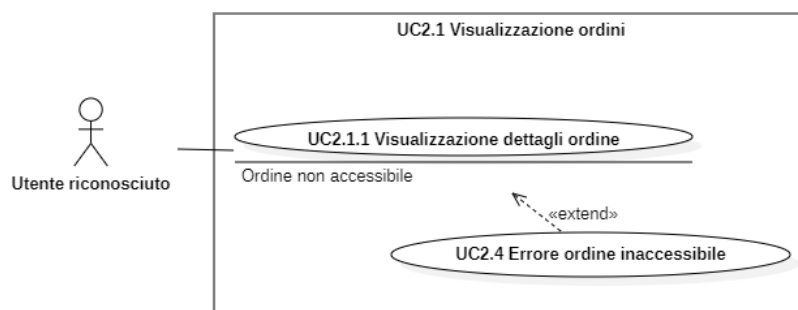 UC2.1 Visualizzazione ordini
UC2.1.1 Visualizzazione dettagli ordine
Utente riconosciuto
Ordine non accessibile
«extend»
UC2.4 Errore ordine inaccessibile